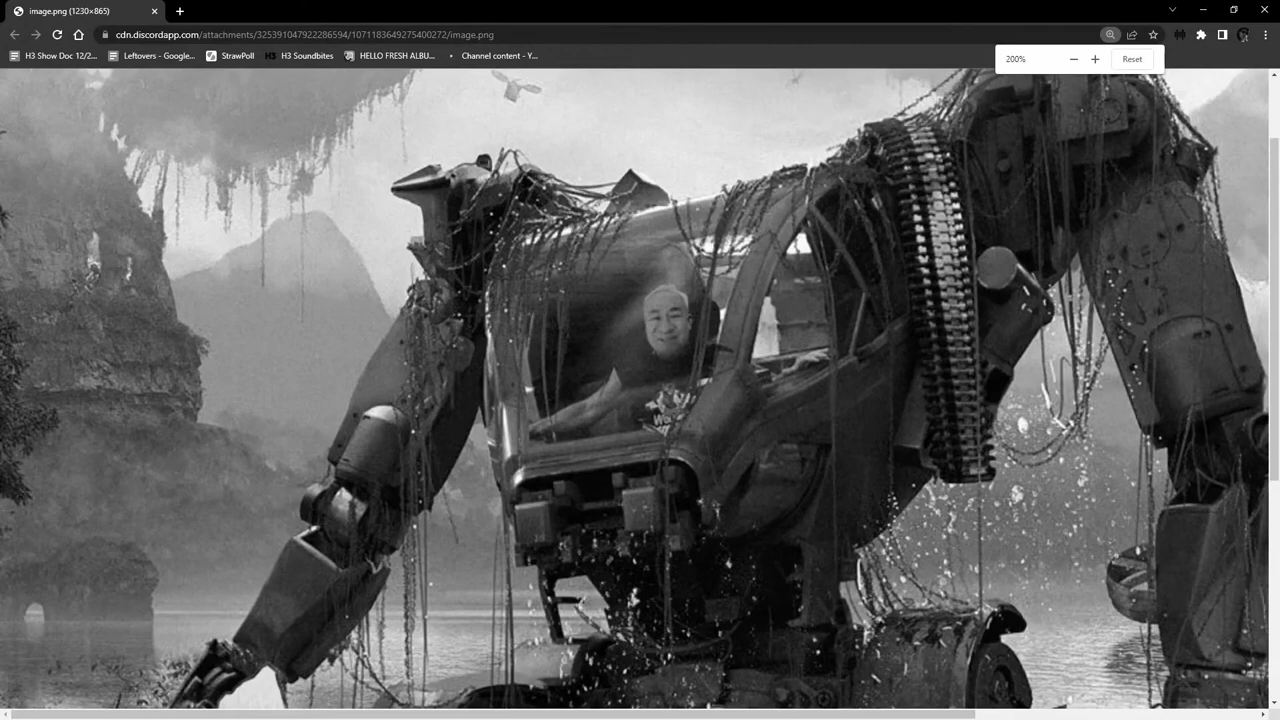 image.png (1230×865)
cdn.discordapp.com/attachments/325391047922286594/1071183649275400272/image.png
H3 Show Doc 12/2... Leftovers - Google... StrawPoll H3 H3 Soundbites HELLO FRESH ALBU... Channel content - Y...
200% Reset